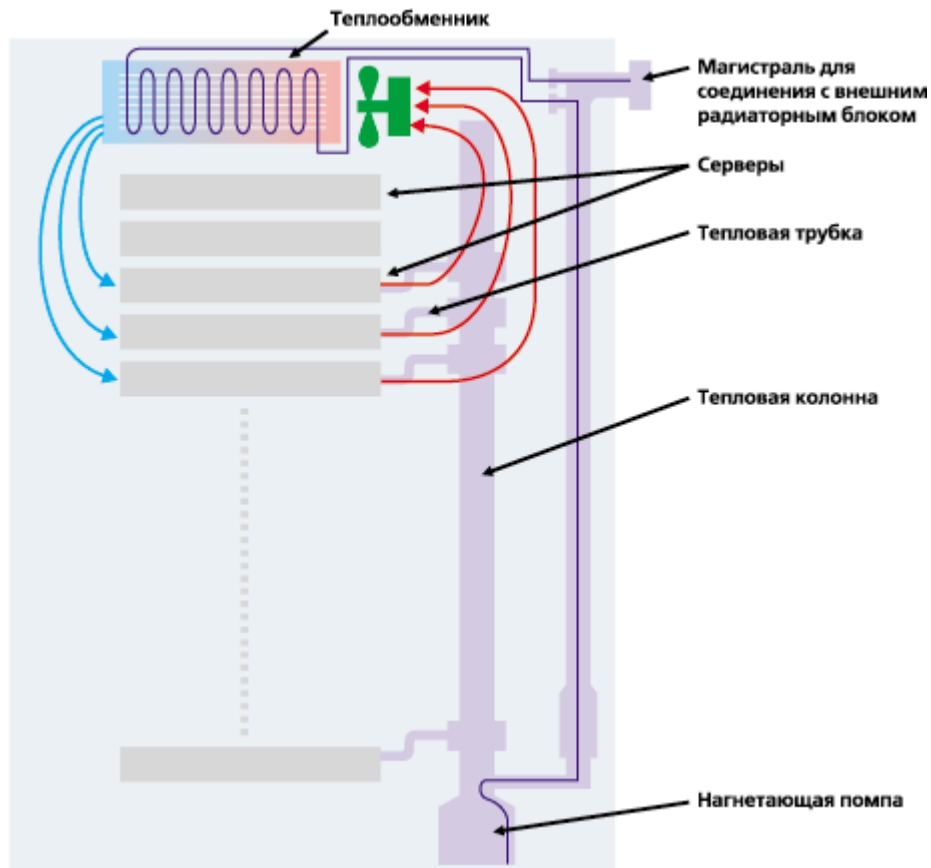 Теплообменник
Магистраль для
соединения с внешним
радиаторным блоком
Серверы
Тепловая трубка
Тепловая колонна
Нагнетающая помпа